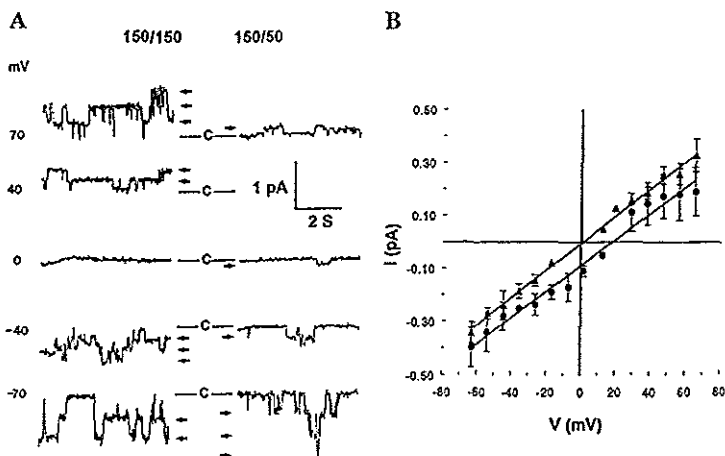 A
150/150 150/50
mV
70 C
40 C
1 pA
2 S
0 C
-40 C
-70 C
B
0.50
0.30
0.10
-0.10
-0.30
-0.50
I (pA)
-80 -60 -40 -20 0 20 40 60 80
V (mV)